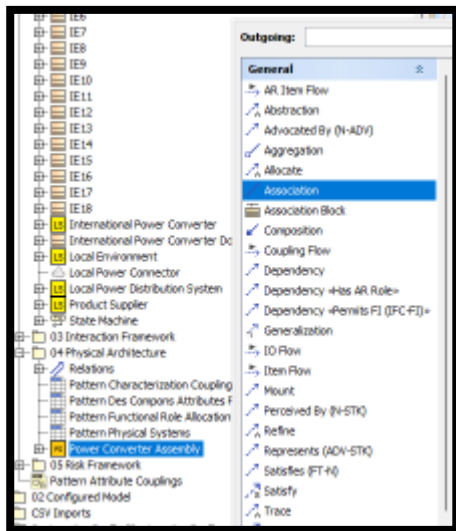 IE6
IE7
IE8
IE9
IE10
IE11
IE12
IE13
IE14
IE15
IE16
IE17
IE18
LS International Power Converter
International Power Converter Do
LS Local Environment
Local Power Connector
LS Local Power Distribution System
LS Product Supplier
State Machine
03 Interaction Framework
04 Physical Architecture
Relations
Pattern Characterization Coupling
Pattern Des Compons Attributes F
Pattern Functional Role Allocation
Pattern Physical Systems
Power Converter Assembly
05 Risk Framework
Pattern Attribute Couplings
02 Configured Model
CSV Imports
Outgoing:
General
AR Item Flow
Abstraction
Advocated By (N-ADV)
Aggregation
Allocate
Association
Association Block
Composition
Coupling Flow
Dependency
Dependency «Has AR Role»
Dependency «Permits FI (IFC-FI)»
Generalization
IO Flow
Item Flow
Mount
Perceived By (N-STK)
Refine
Represents (ADV-STK)
Satisfies (FT-N)
Satisfy
Trace